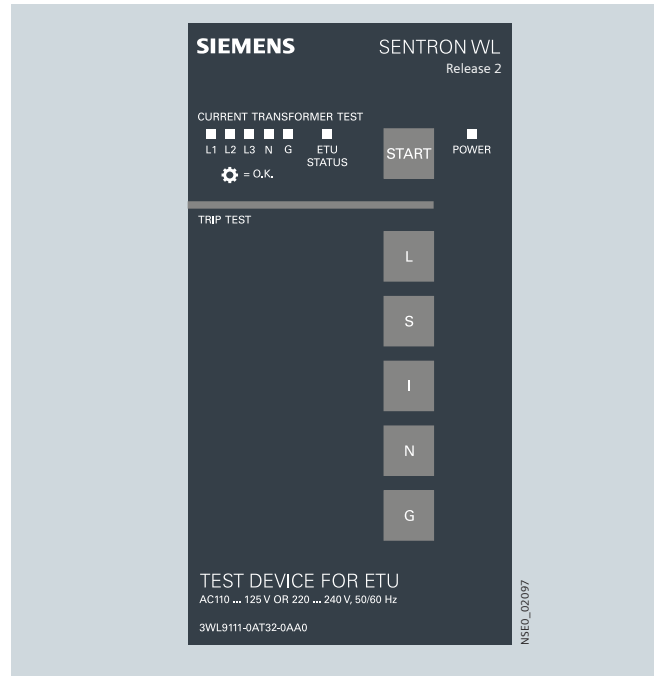 SIEMENS SENTRON WL
Release 2
CURRENT TRANSFORMER TEST
L1 L2 L3 N G ETU STATUS START POWER
= O.K.
TRIP TEST
L
S
I
N
G
TEST DEVICE FOR ETU
AC110 ... 125 V OR 220 ... 240 V, 50/60 Hz
3WL9111-0AT32-0AA0
NSE0_02097